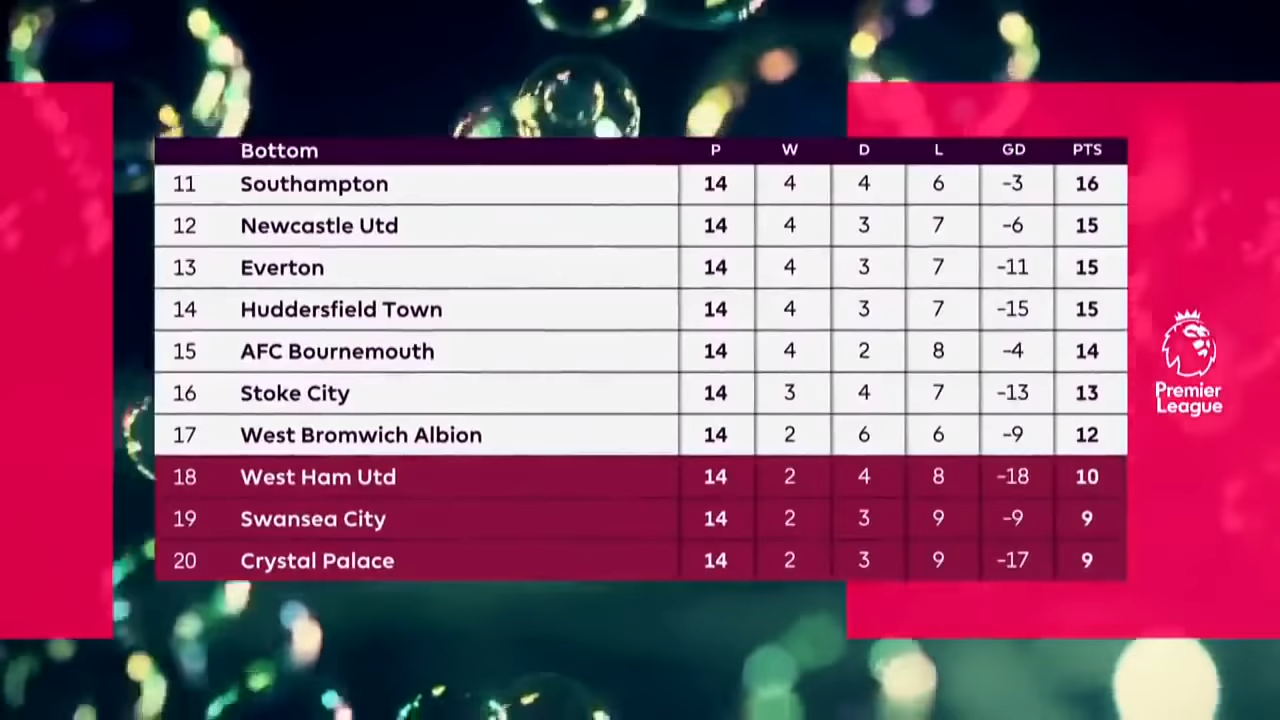 Bottom P W D L GD PTS
11 Southampton 14 4 4 6 -3 16
12 Newcastle Utd 14 4 3 7 -6 15
13 Everton 14 4 3 7 -11 15
14 Huddersfield Town 14 4 3 7 -15 15
15 AFC Bournemouth 14 4 2 8 -4 14
16 Stoke City 14 3 4 7 -13 13
17 West Bromwich Albion 14 2 6 6 -9 12
18 West Ham Utd 14 2 4 8 -18 10
19 Swansea City 14 2 3 9 -9 9
20 Crystal Palace 14 2 3 9 -17 9
Premier
League